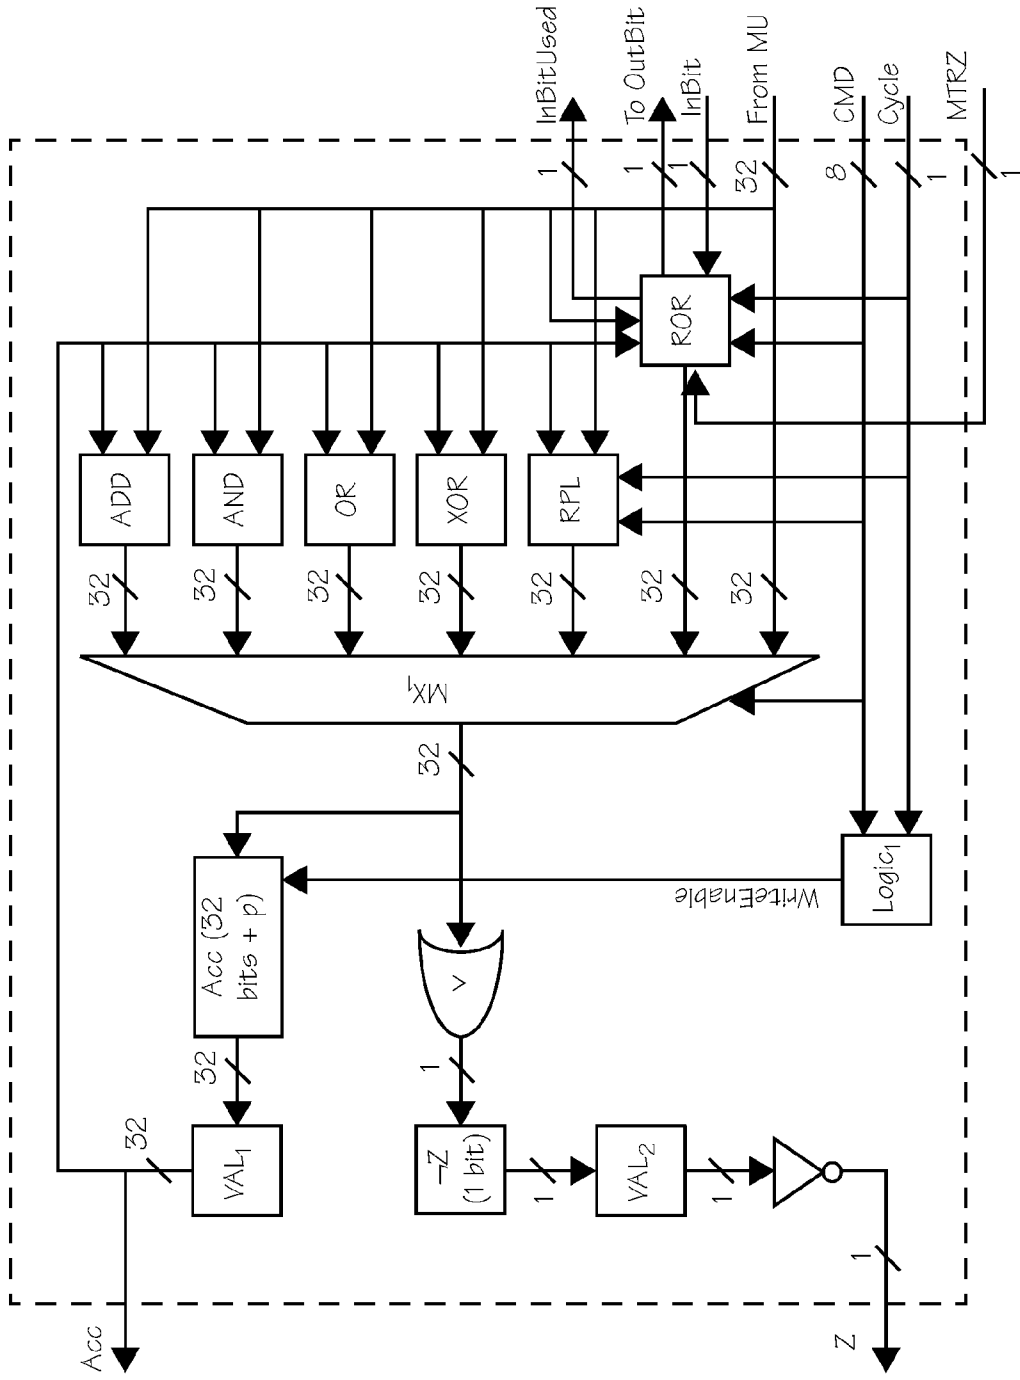 InBitUsed
To OutBit
InBit
From MU
CMD
Cycle
MTRZ
1
1
1
32
8
1
1
ROR
ADD
AND
OR
XOR
RPL
32
32
32
32
32
32
32
MX1
32
Acc (32
bits + p)
WriteEnable
Logic1
v
32
1
32
VAL1
¬Z
(1 bit)
1
VAL2
1
1
Acc
Z